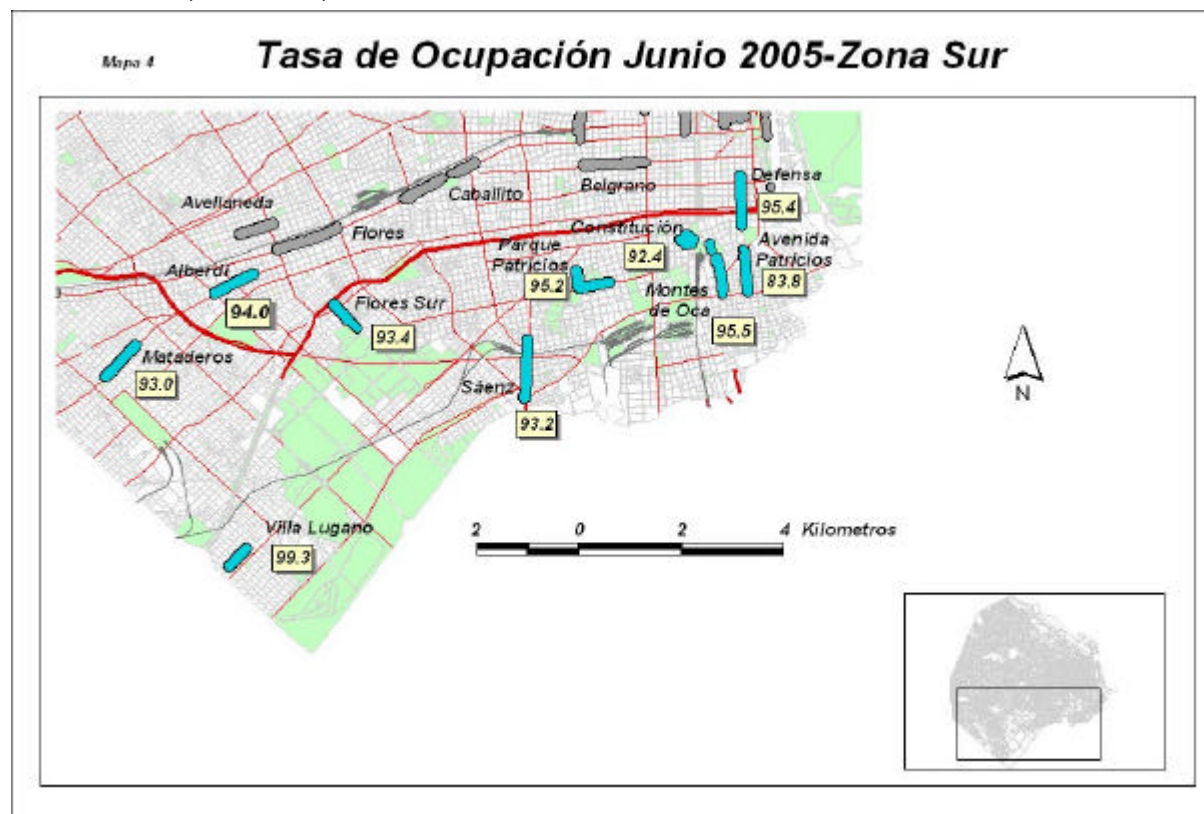 Mapa 4
Tasa de Ocupación Junio 2005-Zona Sur
Defensa
95.4
Belgrano
Caballito
Avellaneda
Flores
Constitución
92.4
Avenida
Patricios
83.8
Parque
Patricios
95.2
Montes
de Oca
95.5
Alberdi
94.0
Flores Sur
93.4
Mataderos
93.0
Sáenz
93.2
Villa Lugano
99.3
2 0 2 4 Kilometros
N